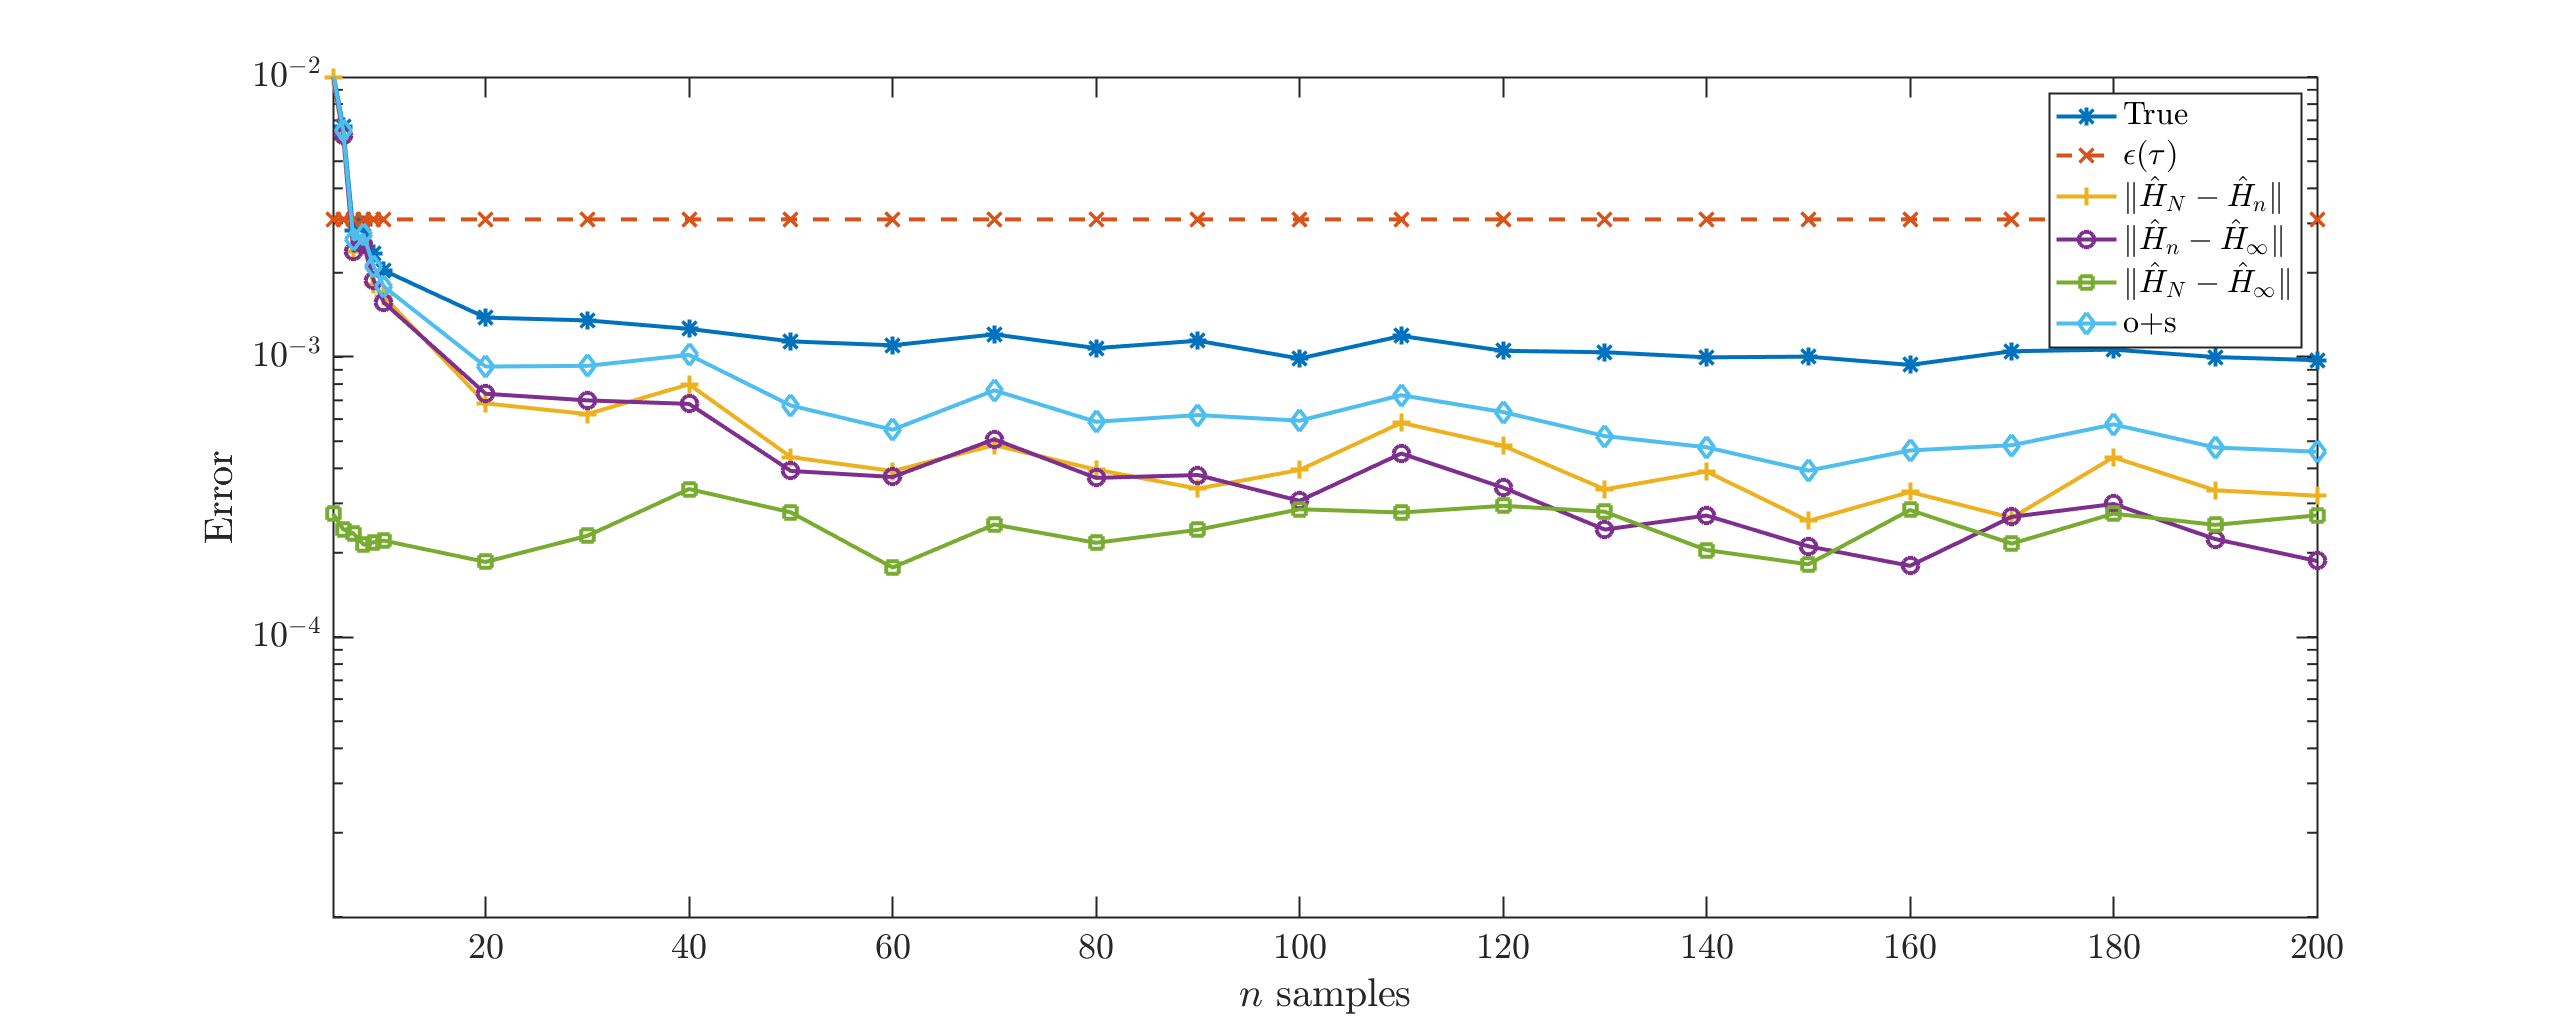 10⁻²
10⁻³
10⁻⁴
Error
20 40 60 80 100 120 140 160 180 200
n samples
True
ϵ(τ)
‖Ĥ_N − Ĥ_n‖
‖Ĥ_n − Ĥ_∞‖
‖Ĥ_N − Ĥ_∞‖
o+s